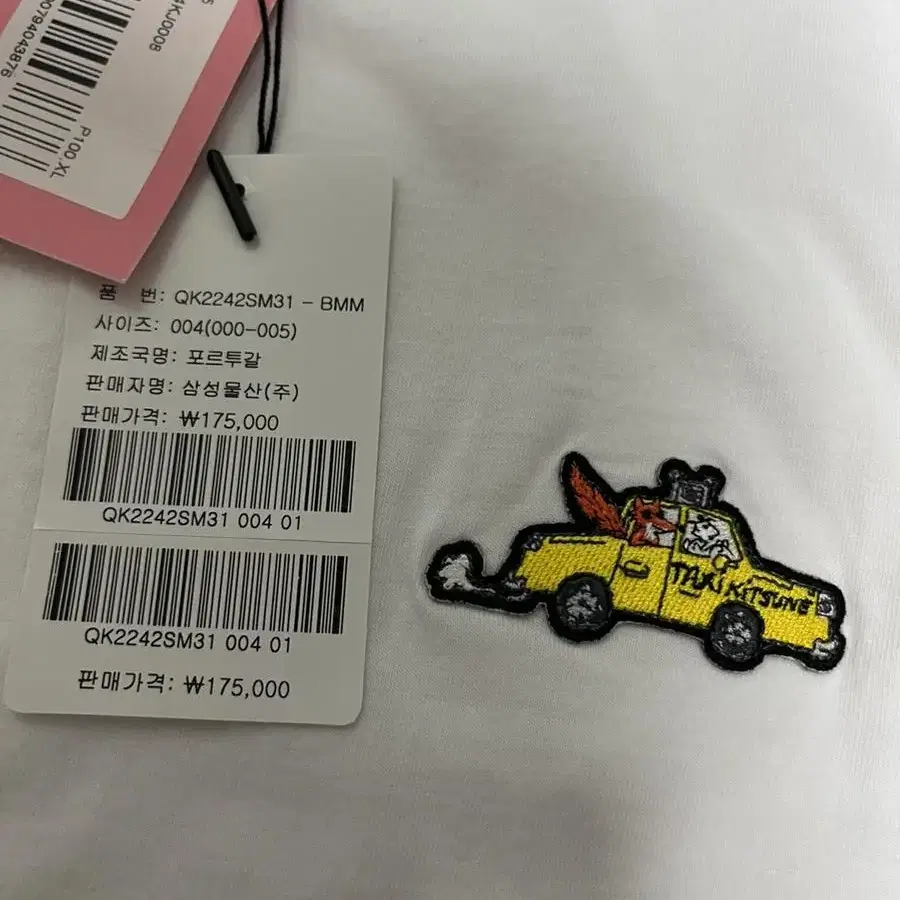 4KJ0008
00794043876
P100.XL
품 번: QK2242SM31 - BMM
사이즈: 004(000-005)
제조국명: 포르투갈
판매자명: 삼성물산(주)
판매가격: ₩175,000
QK2242SM31 004 01
QK2242SM31 004 01
판매가격: ₩175,000
TAXI KITSUNE